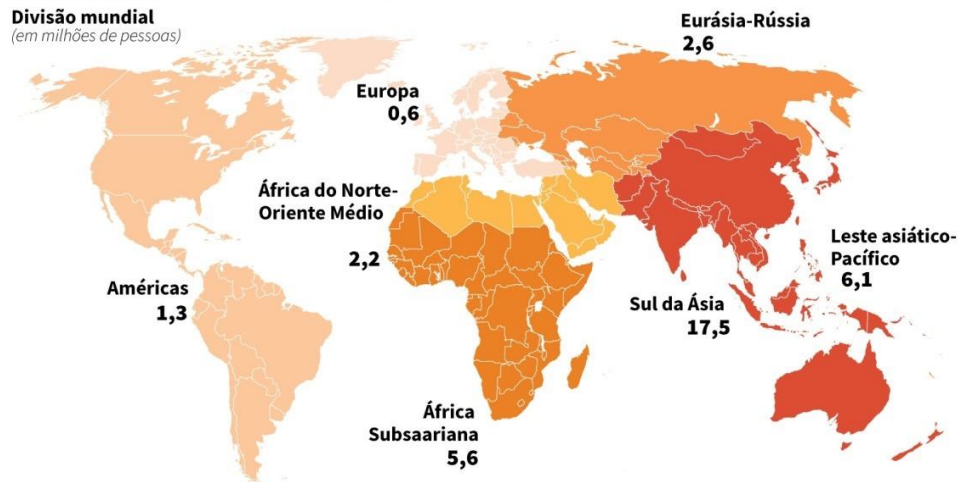 Divisão mundial
(em milhões de pessoas)
Eurásia-Rússia
2,6
Europa
0,6
África do Norte-
Oriente Médio
2,2
Leste asiático-
Pacífico
6,1
Américas
1,3
Sul da Ásia
17,5
África
Subsaariana
5,6